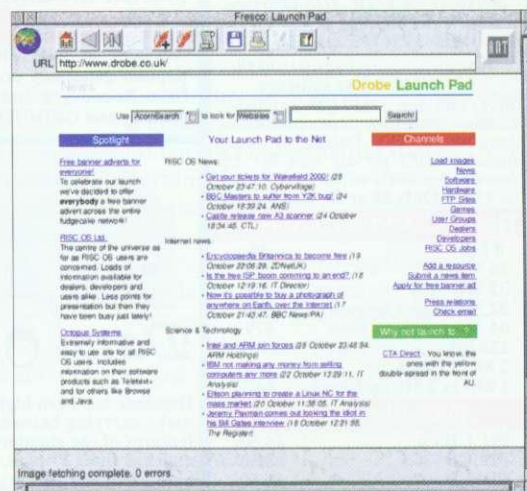 Fresco: Launch Pad
URL http://www.drobe.co.uk/
News
Drobe Launch Pad
Use AcornSearch to look for Websites Search!
Spotlight
Free banner adverts for
everyone!
To celebrate our launch
we've decided to offer
everybody a free banner
advert across the entire
fudgecake network!
RISC OS Ltd.
The centre of the universe as
far as RISC OS users are
concerned. Loads of
information available for
dealers, developers and
users alike. Less points for
presentation but then they
have been busy just lately!
Octopus Systems
Extremely informative and
easy to use site for all RISC
OS users. Includes
information on their software
products such as Teletext+
and for others like Browse
and Java.
Your Launch Pad to the Net
RISC OS News:
Get your tickets for Wakefield 2000! (25
October 23:47:10, Cybervillage)
BBC Masters to suffer from Y2K bug! (24
October 18:39:24, ANS)
Castle release new A3 scanner (24 October
18:34:45, CTL)
Internet news
Encyclopaedia Britannica to become free (19
October 22:06:29, ZDNetUK)
Is the free ISP boom comming to an end? (18
October 12:19:16, IT Director)
Now it's possible to buy a photograph of
anywhere on Earth, over the Internet (17
October 21:43:47, BBC News/PA)
Science & Technology
Intel and ARM join forces (25 October 23:48:54,
ARM Holdings)
IBM not making any money from selling
computers any more (22 October 13:29:11, IT
Analysis)
Ellison planning to create a Linux NC for the
mass market (20 October 11:38:05, IT Analysis)
Jeremy Paxman comes out looking the idiot in
his Bill Gates interview (18 October 12:21:55,
The Register)
Channels
Load images
News
Software
Hardware
FTP Sites
Games
User Groups
Dealers
Developers
RISC OS Jobs
Add a resource
Submit a news item
Apply for free banner ad
Press relations
Check email
Why not launch to...?
CTA Direct. You know, the
ones with the yellow
double-spread in the front of
AU.
Image fetching complete. 0 errors.